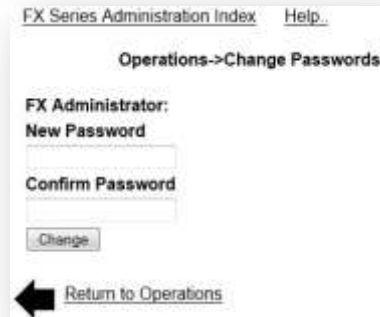 FX Series Administration Index Help..
Operations->Change Passwords
FX Administrator:
New Password
Confirm Password
Change
Return to Operations